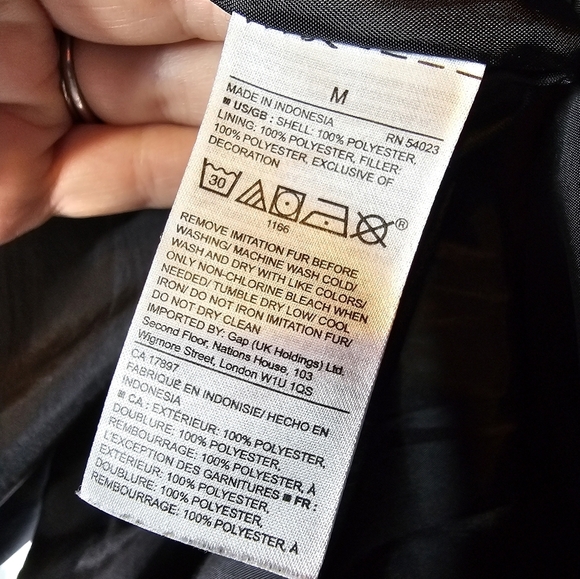 M
MADE IN INDONESIA RN 54023
■ US/GB : SHELL: 100% POLYESTER,
LINING: 100% POLYESTER, FILLER:
100% POLYESTER, EXCLUSIVE OF
DECORATION
30 ®
1166
REMOVE IMITATION FUR BEFORE
WASHING/ MACHINE WASH COLD/
WASH AND DRY WITH LIKE COLORS/
ONLY NON-CHLORINE BLEACH WHEN
NEEDED/ TUMBLE DRY LOW/ COOL
IRON/ DO NOT IRON IMITATION FUR/
DO NOT DRY CLEAN
IMPORTED BY: Gap (UK Holdings) Ltd.
Second Floor, Nations House, 103
Wigmore Street, London W1U 1QS
CA 17897
FABRIQUÉ EN INDONISIE/ HECHO EN
INDONESIA
■ CA : EXTÉRIEUR: 100% POLYESTER,
DOUBLURE: 100% POLYESTER,
REMBOURRAGE: 100% POLYESTER, À
L'EXCEPTION DES GARNITURES ■ FR :
EXTÉRIEUR: 100% POLYESTER,
DOUBLURE: 100% POLYESTER,
REMBOURRAGE: 100% POLYESTER, À